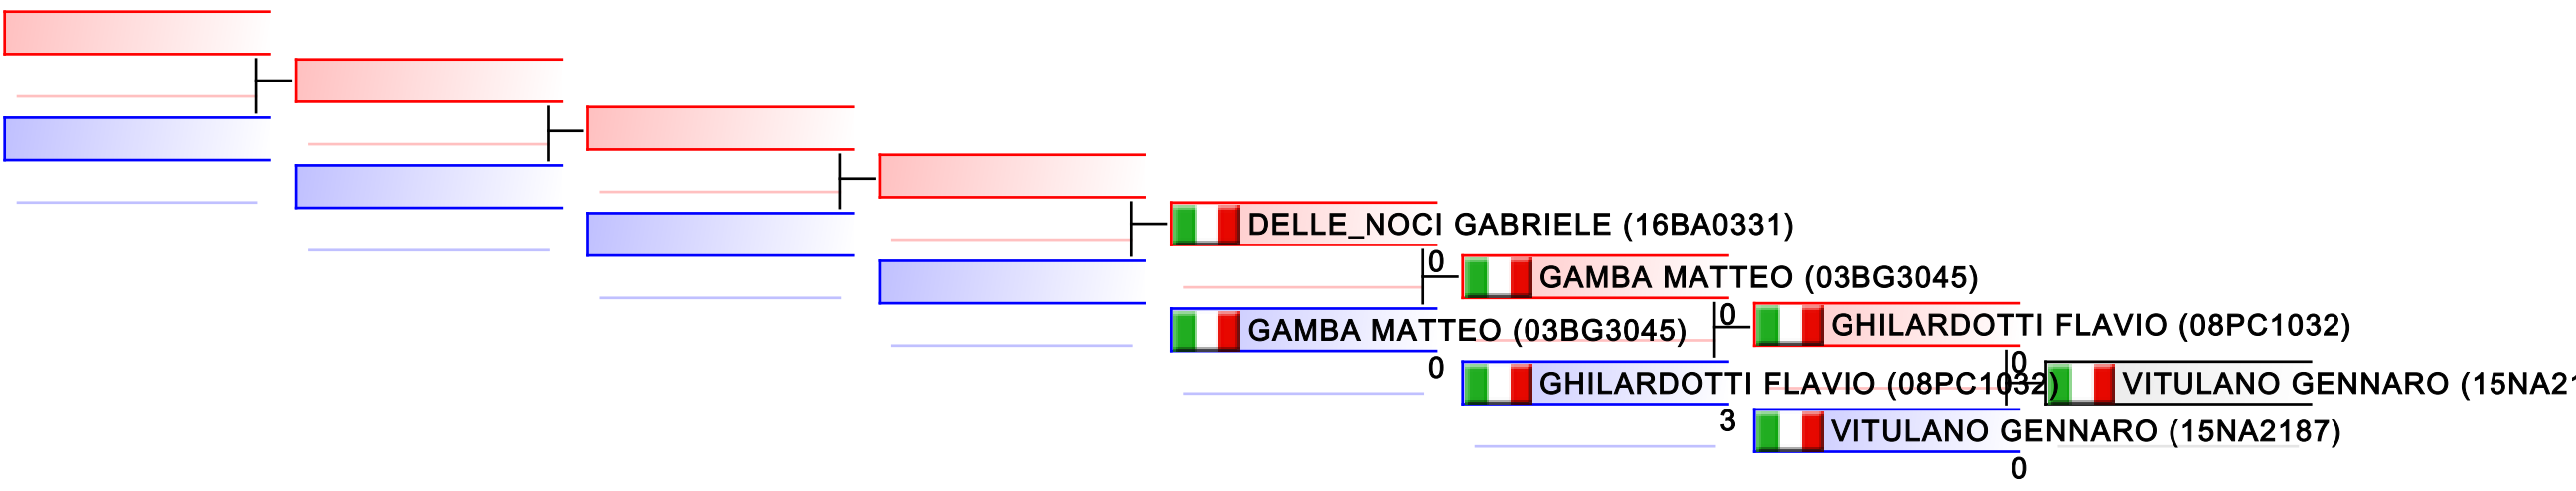 DELLE_NOCI GABRIELE (16BA0331)
0
GAMBA MATTEO (03BG3045)
0
GAMBA MATTEO (03BG3045)
0
GHILARDOTTI FLAVIO (08PC1032)
3
GHILARDOTTI FLAVIO (08PC1032)
0
VITULANO GENNARO (15NA2187)
0
VITULANO GENNARO (15NA21